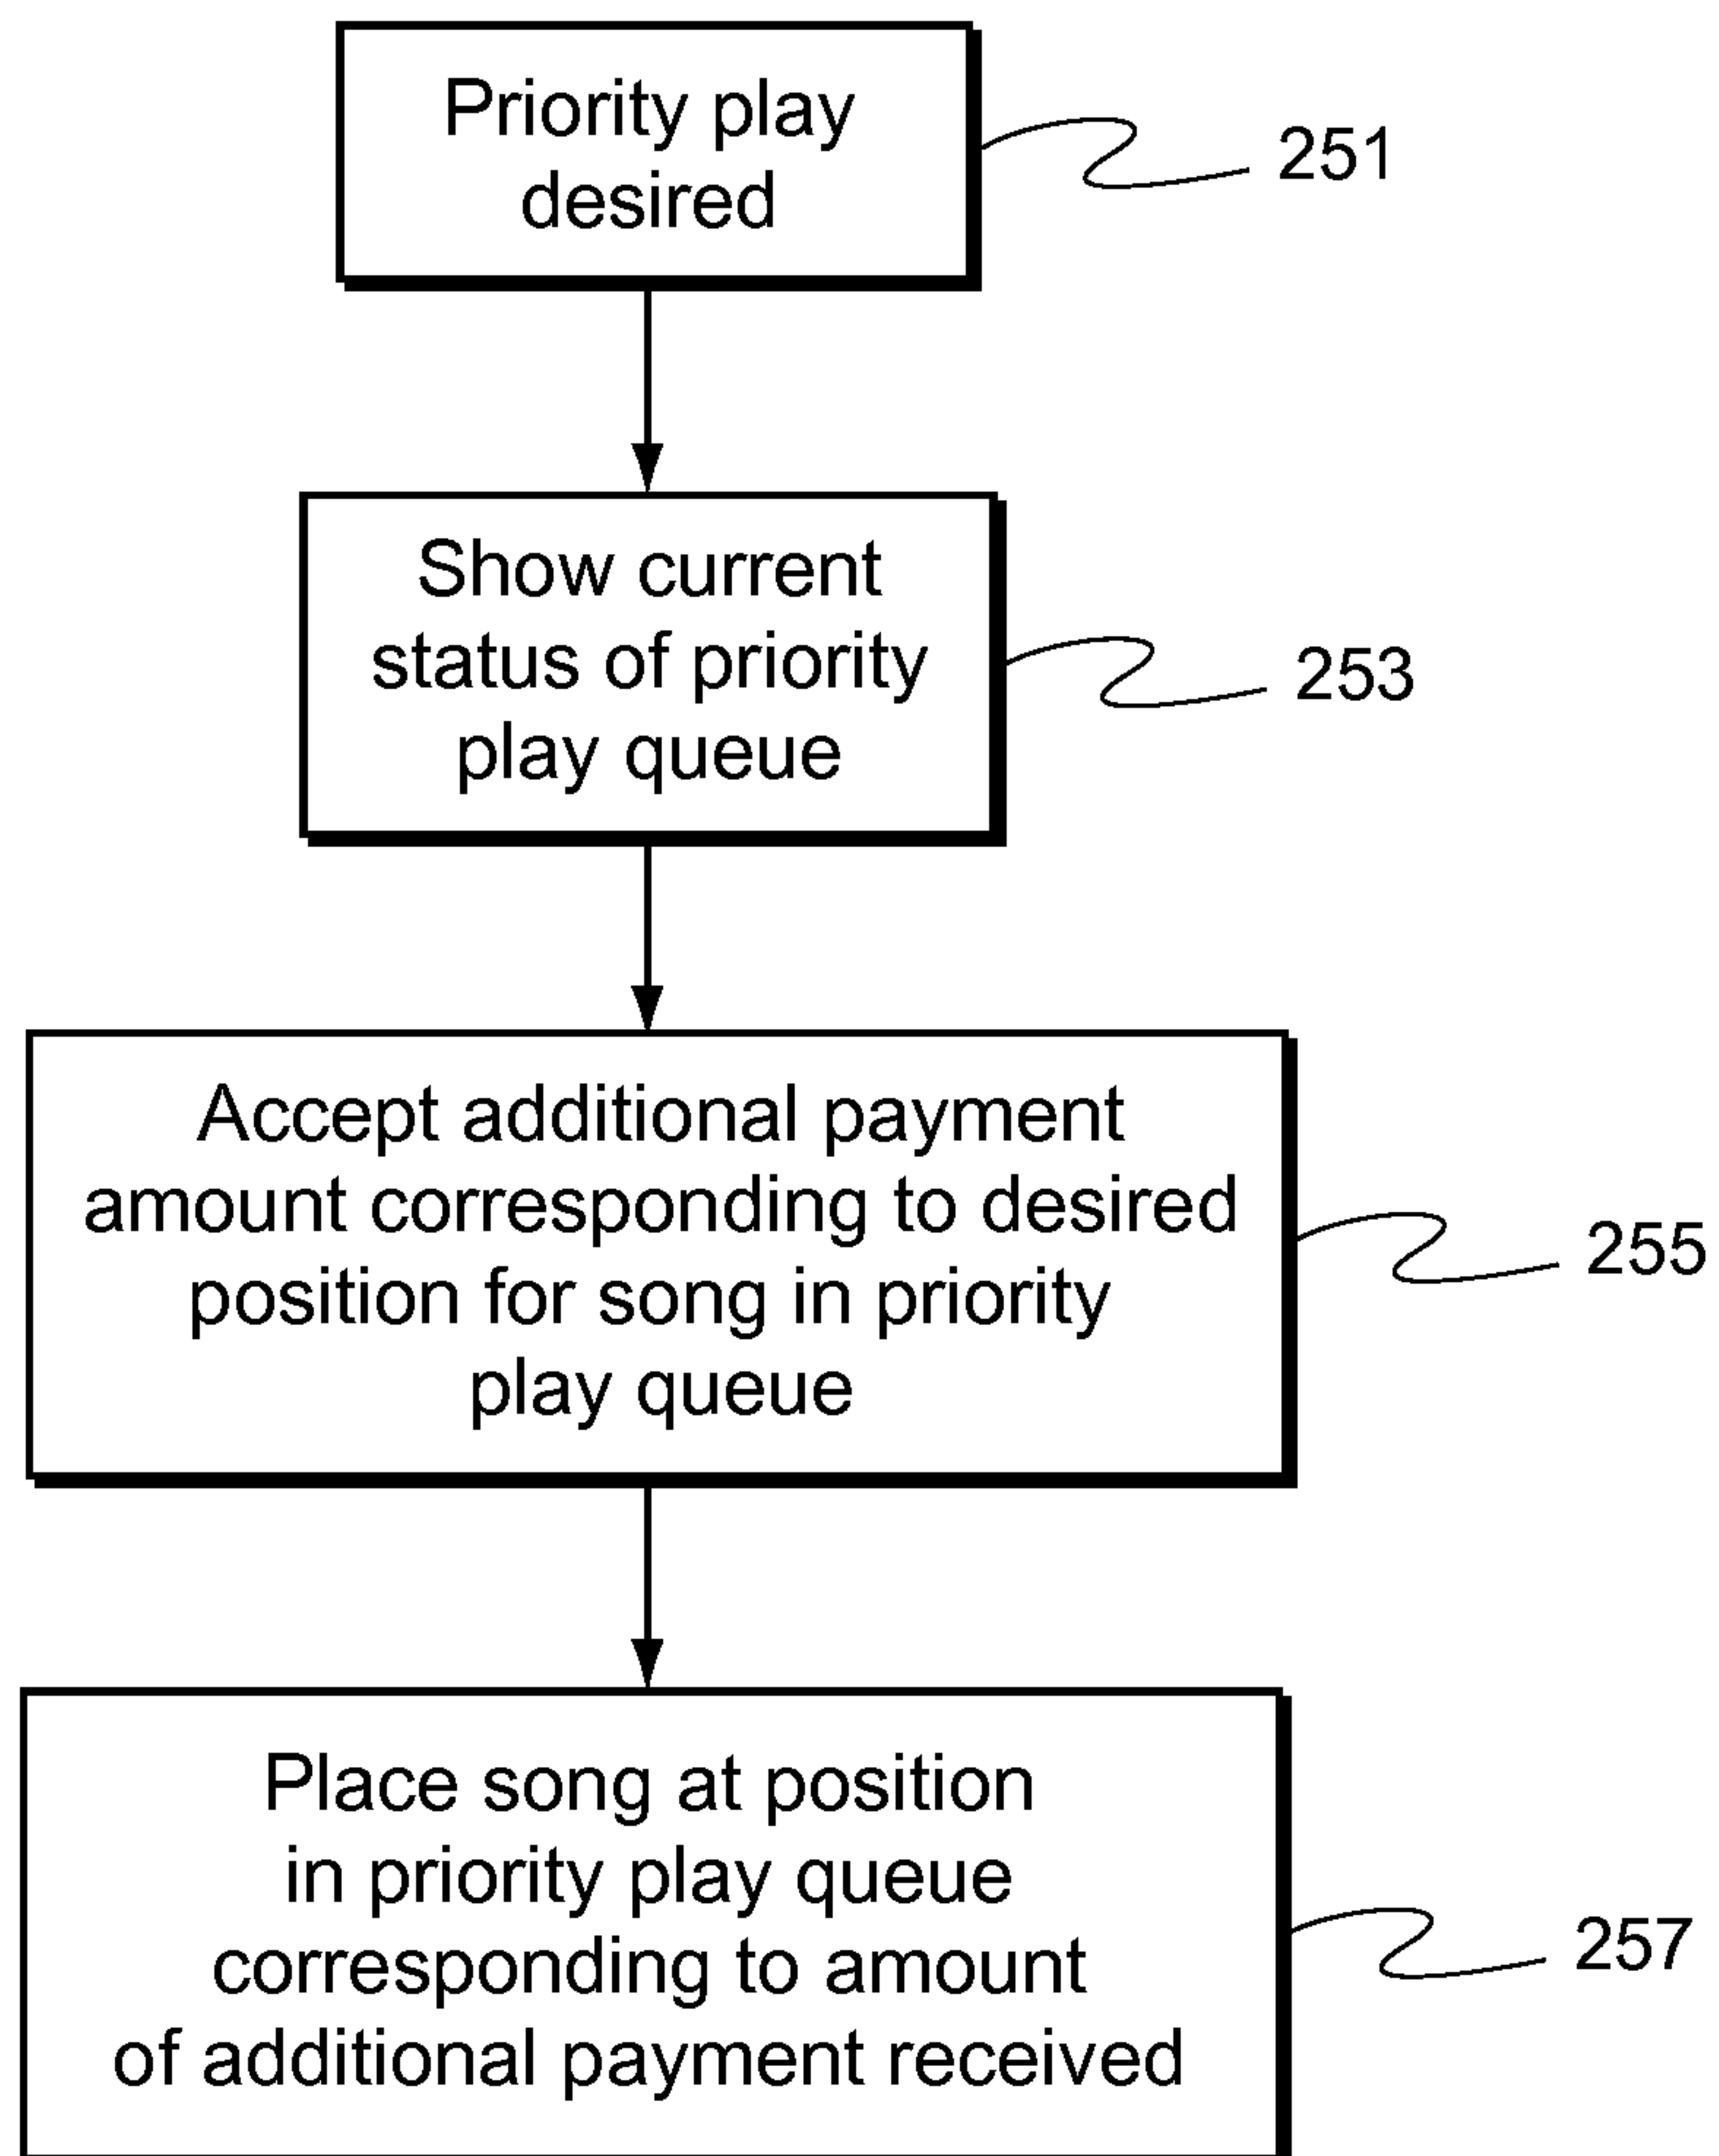 Priority play
desired
251
Show current
status of priority
play queue
253
Accept additional payment
amount corresponding to desired
position for song in priority
play queue
255
Place song at position
in priority play queue
corresponding to amount
of additional payment received
257